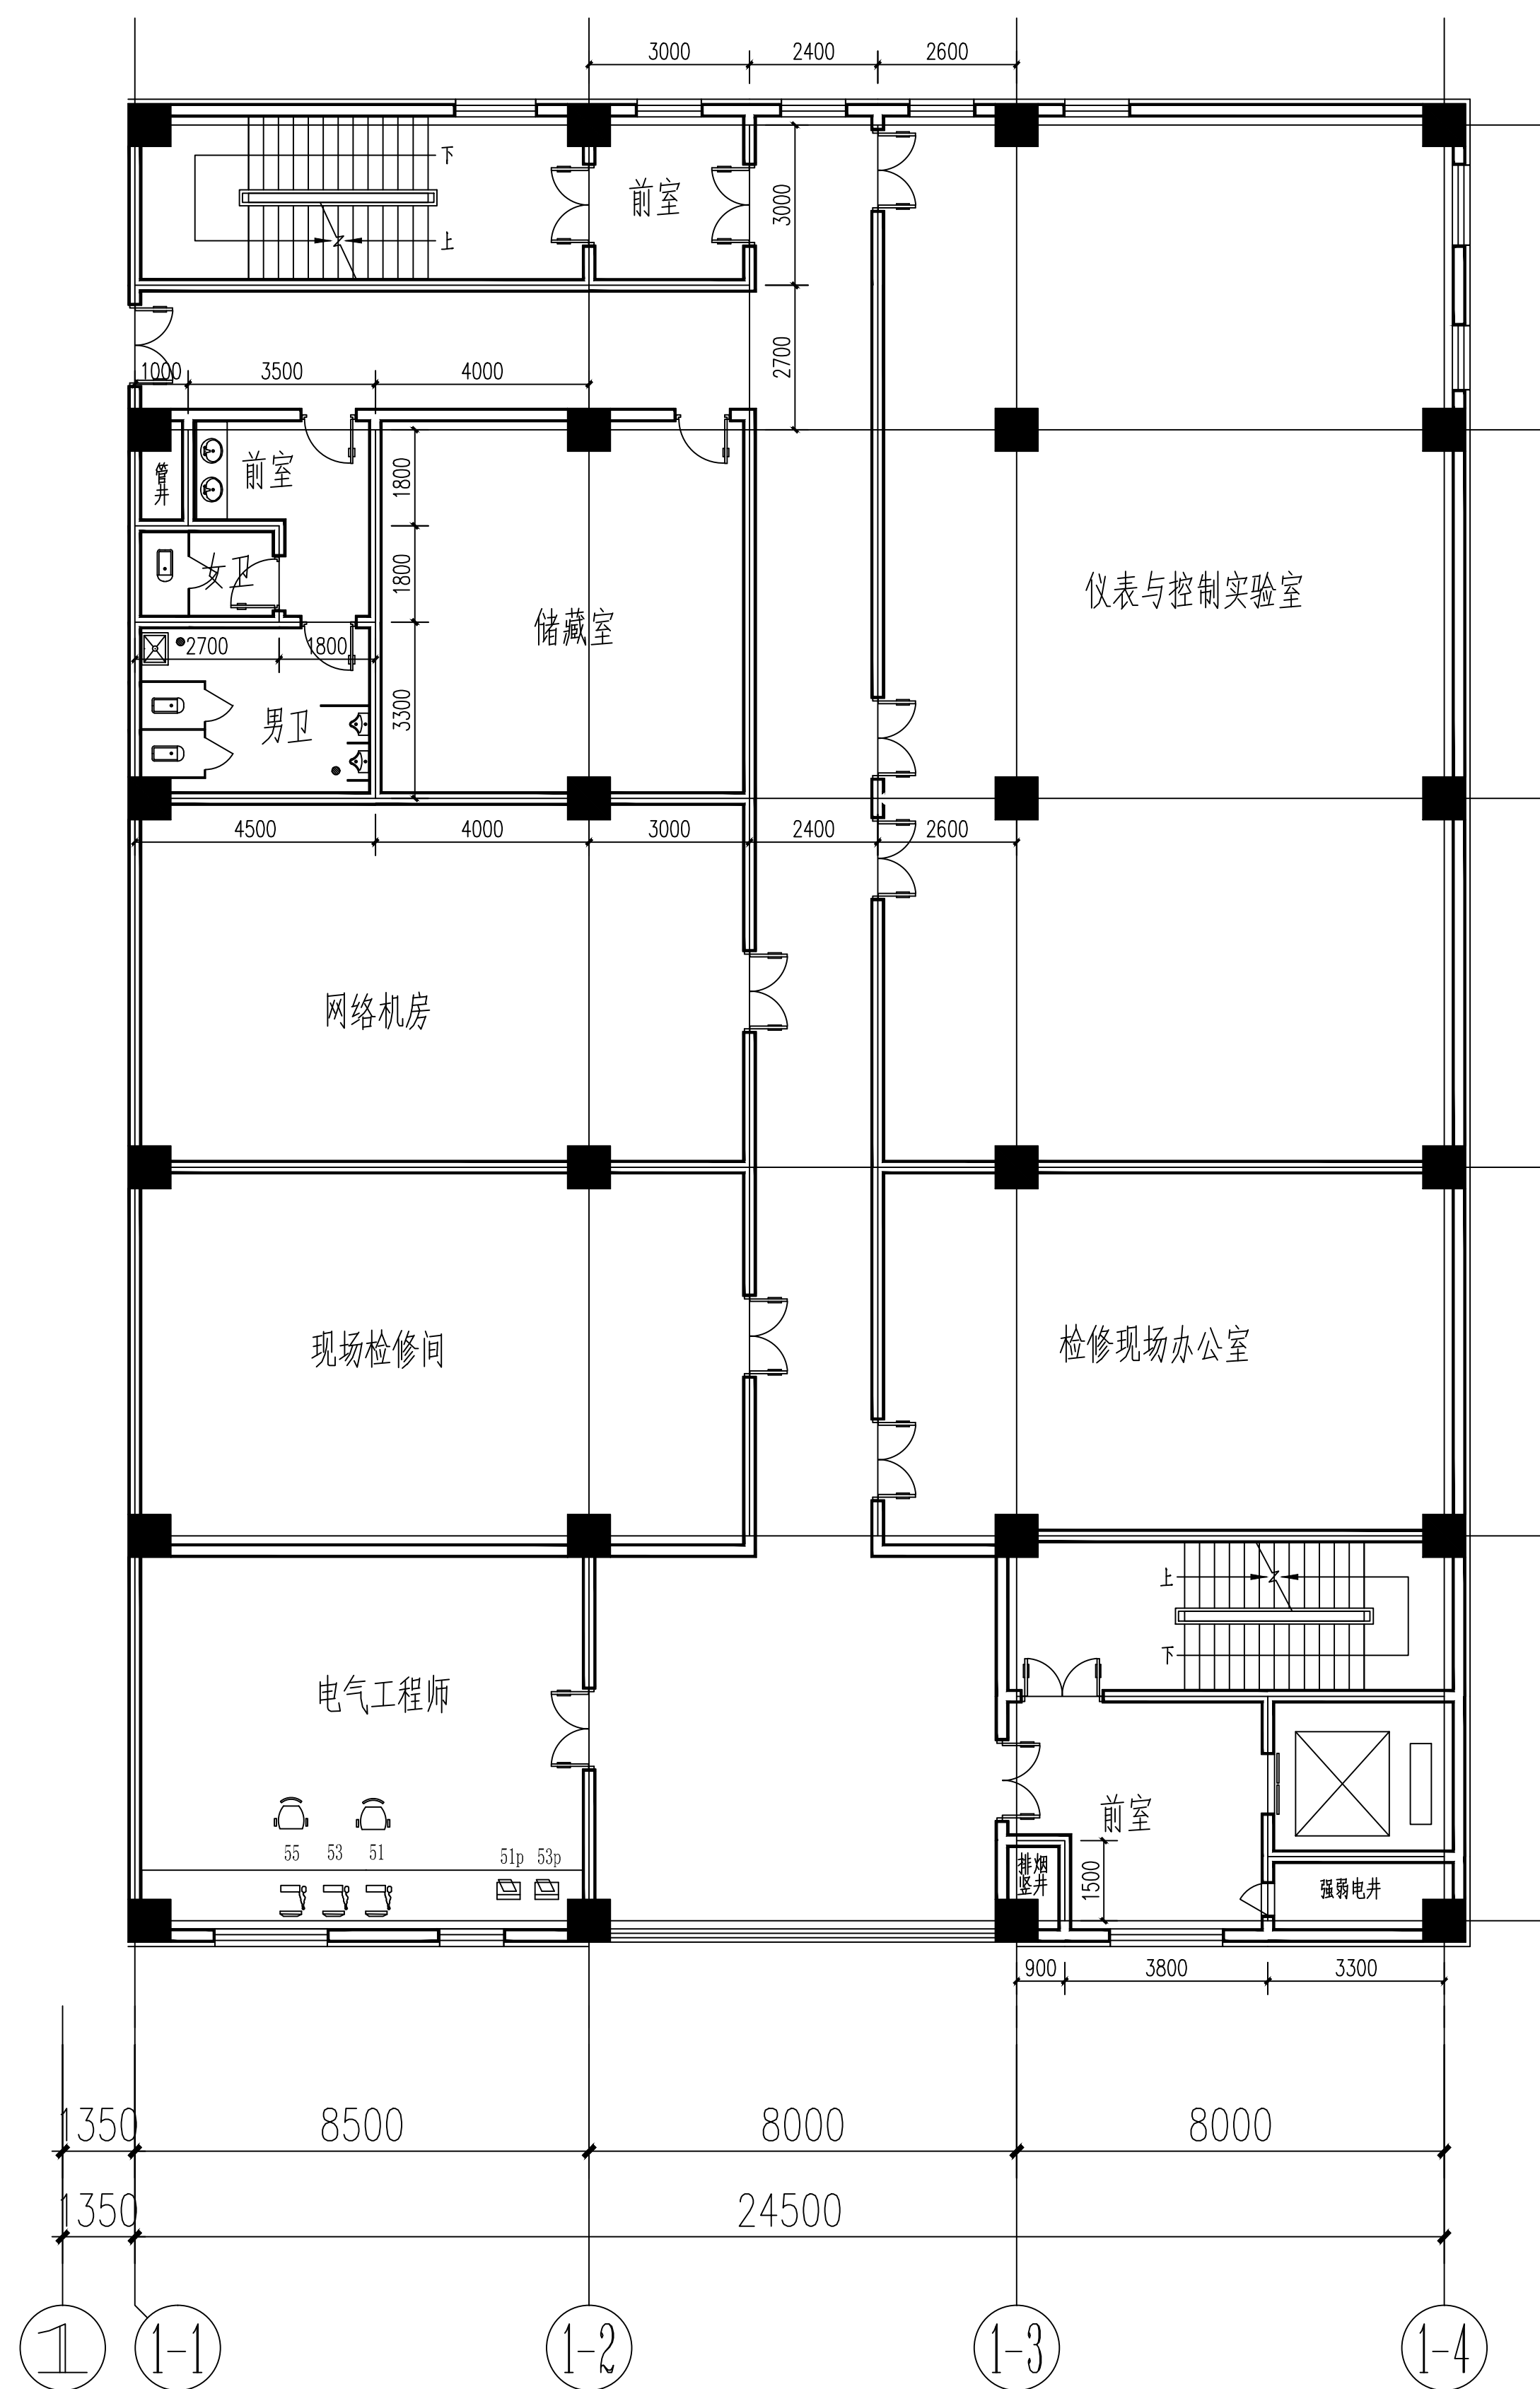 3000
2400
2600
下
前室
3000
上
2700
1000
3500
4000
管井
前室
1800
女卫
1800
仪表与控制实验室
储藏室
2700
1800
男卫
3300
4500
4000
3000
2400
2600
网络机房
现场检修间
检修现场办公室
上
下
电气工程师
前室
55
53
51
51p
53p
排烟
竖井
1500
强弱电井
900
3800
3300
1350
8500
8000
8000
1350
24500
1
1-1
1-2
1-3
1-4